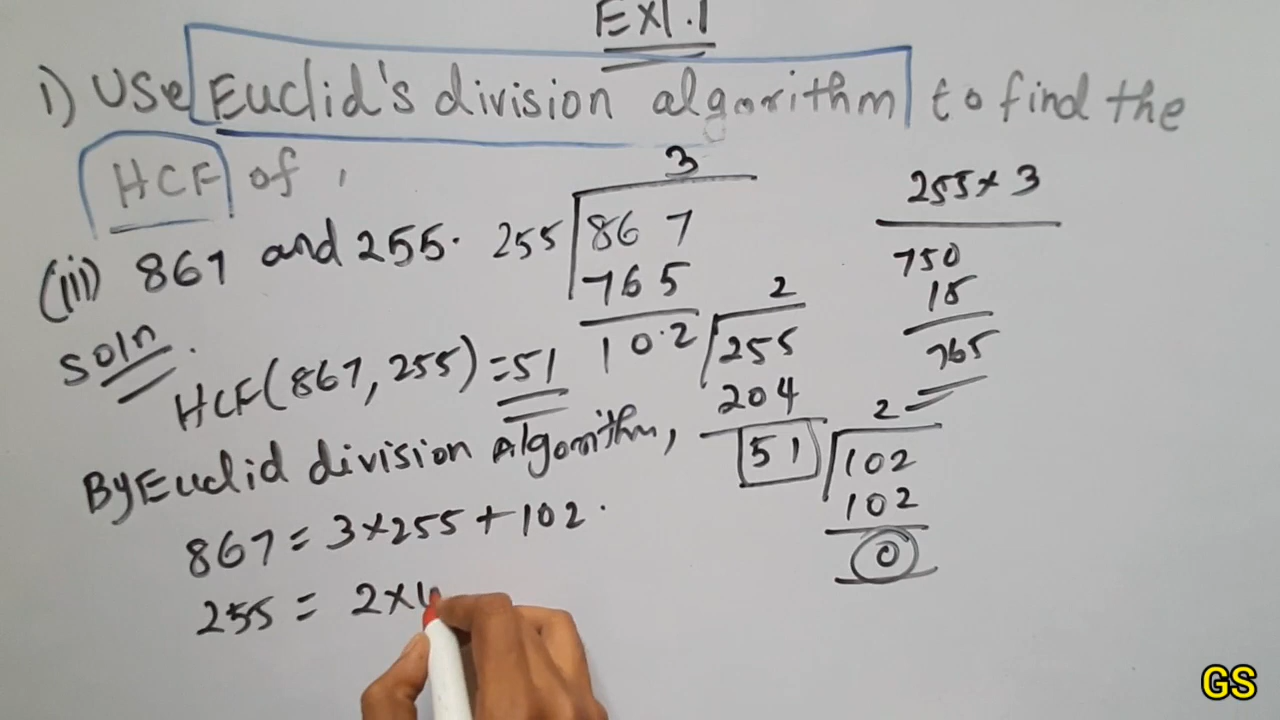 Ex1.1
1) Use Euclid's division algorithm to find the
HCF of,
(iii) 867 and 255.
3
255 867
765
102
2
255
204
51
2
102
102
0
255 × 3
750
15
765
Soln.
HCF(867, 255) = 51
By Euclid division Algorithm,
867 = 3×255 + 102.
255 = 2×
GS